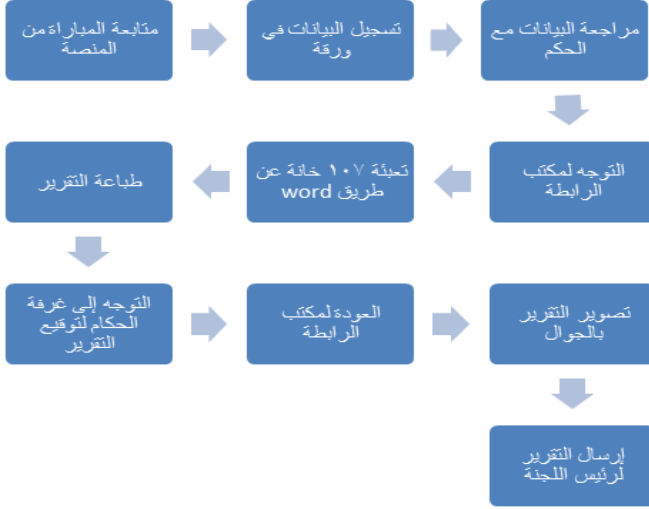 متابعة المباراة من
المنصة
تسجيل البيانات في
ورقة
مراجعة البيانات مع
الحكم
التوجه لمكتب
الرابطة
تعبئة ١٠٧ خانة عن
طريق word
طباعة التقرير
التوجه إلى غرفة
الحكام لتوقيع
التقرير
العودة لمكتب
الرابطة
تصوير التقرير
بالجوال
إرسال التقرير
لرئيس اللجنة